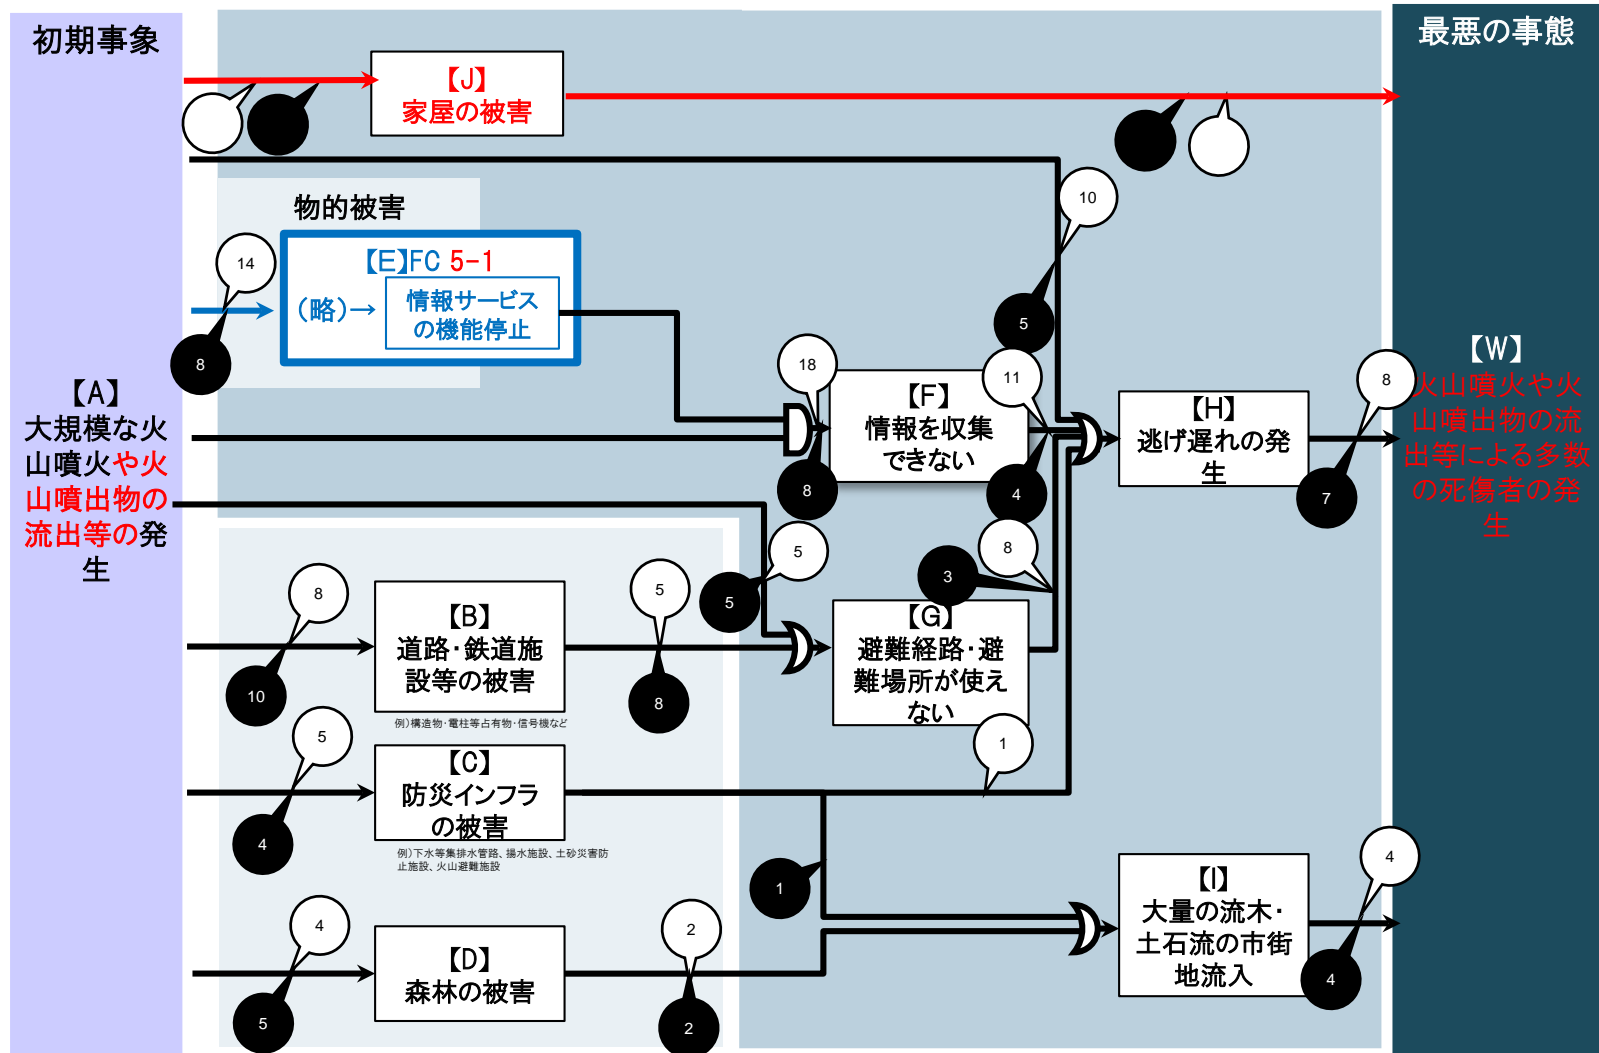 初期事象
最悪の事態
【J】
家屋の被害
物的被害
10
14
【E】FC 5-1
(略)→
情報サービス
の機能停止
5
8
18
11
8
【A】
大規模な火
山噴火や火
山噴出物の
流出等の発
生
【F】
情報を収集
できない
【H】
逃げ遅れの発
生
【W】
火山噴火や火
山噴出物の流
出等による多数
の死傷者の発
生
8
4
7
5
8
5
3
8
5
【B】
道路・鉄道施
設等の被害
【G】
避難経路・避
難場所が使え
ない
10
8
例)構造物・電柱等占有物・信号機など
5
1
【C】
防災インフラ
の被害
4
例)下水等集排水管路、揚水施設、土砂災害防
止施設、火山避難施設
1
4
【I】
大量の流木・
土石流の市街
地流入
4
4
2
【D】
森林の被害
5
2